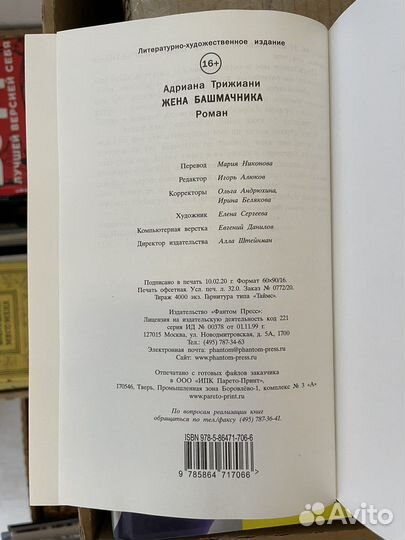 ЛУЧШЕЙ ВЕРСИЕЙ СЕБЯ
Литературно-художественное издание
16+
Адриана Трижиани
ЖЕНА БАШМАЧНИКА
Роман
Перевод Мария Никонова
Редактор Игорь Алюков
Корректоры Ольга Андрюхина,
Ирина Белякова
Художник Елена Сергеева
Компьютерная верстка Евгений Данилов
Директор издательства Алла Штейнман
Подписано в печать 10.02.20 г. Формат 60х90/16.
Печать офсетная. Усл. печ. л. 32.0. Заказ № 0772/20.
Тираж 4000 экз. Гарнитура типа «Таймс».
Издательство «Фантом Пресс»:
Лицензия на издательскую деятельность код 221
серия ИД № 00378 от 01.11.99 г.
127015 Москва, ул. Новодмитровская, д. 5А, 1700
Тел.: (495) 787-34-63
Электронная почта: phantom@phantom-press.ru
Сайт: www.phantom-press.ru
Отпечатано с готовых файлов заказчика
в ООО «ИПК Парето-Принт»,
170546, Тверь, Промышленная зона Боровлёво-1, комплекс № 3 «А»
www.pareto-print.ru
По вопросам реализации книг
обращаться по тел./факсу (495) 787-36-41.
ISBN 978-5-86471-706-6
9 785864 717066 >
Avito